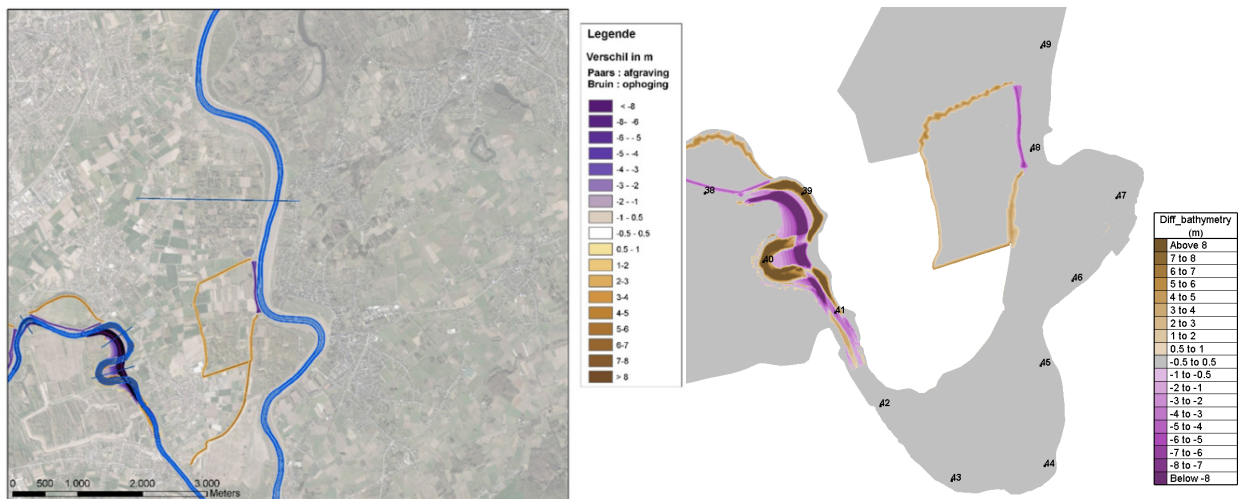 0 500 1.000 2.000 3.000
Meters
Legende
Verschil in m
Paars : afgraving
Bruin : ophoging
< -8
-8- -6
-6 - -5
-5 - -4
-4 - -3
-3 - -2
-2 - -1
-1 - 0.5
-0.5 - 0.5
0.5 - 1
1-2
2-3
3-4
4-5
5-6
6-7
7-8
> 8
49
48
47
38
39
46
40
41
45
42
44
43
Diff_bathymetry
(m)
Above 8
7 to 8
6 to 7
5 to 6
4 to 5
3 to 4
2 to 3
1 to 2
0.5 to 1
-0.5 to 0.5
-1 to -0.5
-2 to -1
-3 to -2
-4 to -3
-5 to -4
-6 to -5
-7 to -6
-8 to -7
Below -8